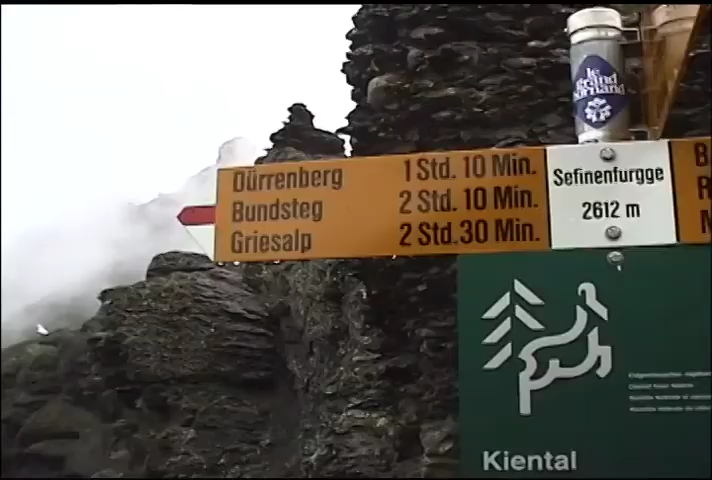 le
grand
bornand
Dürrenberg 1 Std. 10 Min.
Bundsteg 2 Std. 10 Min.
Griesalp 2 Std. 30 Min.
Sefinenfurgge
2612 m
B
R
Kiental